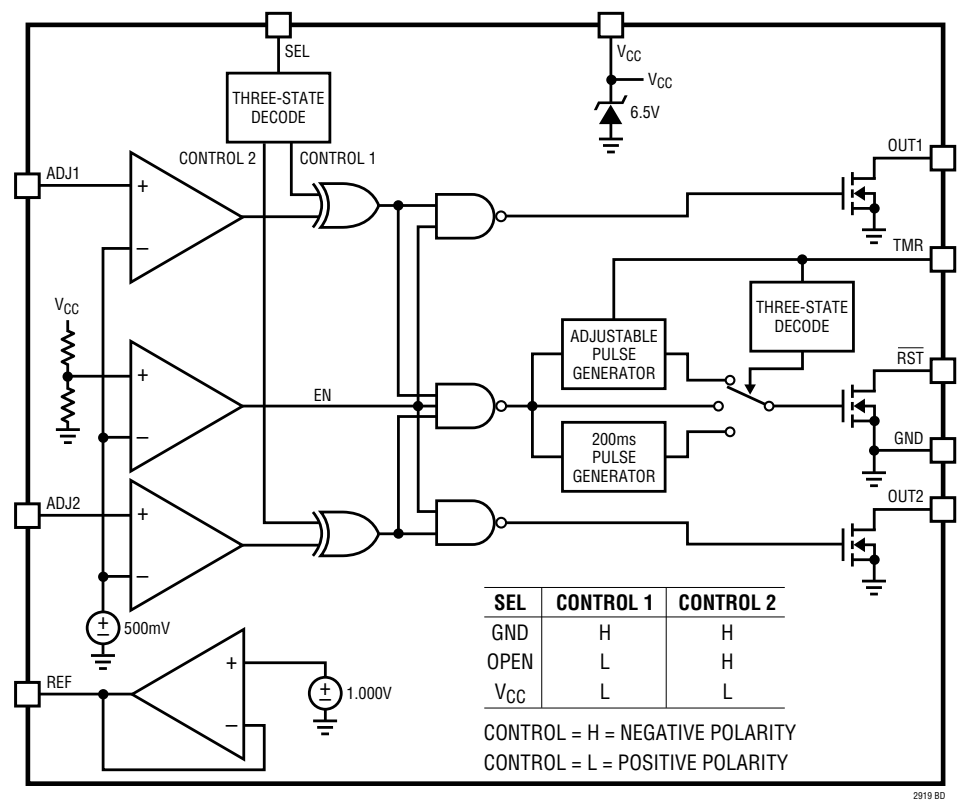 SEL
VCC
VCC
6.5V
THREE-STATE
DECODE
CONTROL 2
CONTROL 1
OUT1
ADJ1
+
–
TMR
THREE-STATE
DECODE
VCC
ADJUSTABLE
PULSE
GENERATOR
RST
+
–
EN
200ms
PULSE
GENERATOR
GND
ADJ2
+
–
OUT2
+
–
500mV
SEL CONTROL 1 CONTROL 2
GND H H
OPEN L H
VCC L L
REF
+
–
+
–
1.000V
CONTROL = H = NEGATIVE POLARITY
CONTROL = L = POSITIVE POLARITY
2919 BD